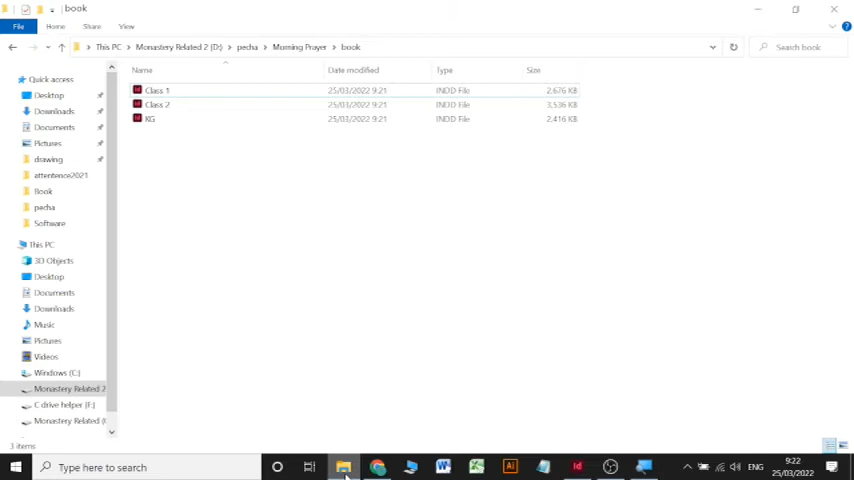 book
File Home Share View
This PC Monastery Related 2 (D:) pecha Morning Prayer book Search book
Name Date modified Type Size
Class 1 25/03/2022 9:21 INDD File 2,676 KB
Class 2 25/03/2022 9:21 INDD File 3,536 KB
KG 25/03/2022 9:21 INDD File 2,416 KB
Quick access
Desktop
Downloads
Documents
Pictures
drawing
attentence2021
Book
pecha
Software
This PC
3D Objects
Desktop
Documents
Downloads
Music
Pictures
Videos
Windows (C:)
Monastery Related 2
C drive helper (F:)
Monastery Related (
3 items
Type here to search
ENG
9:22
25/03/2022